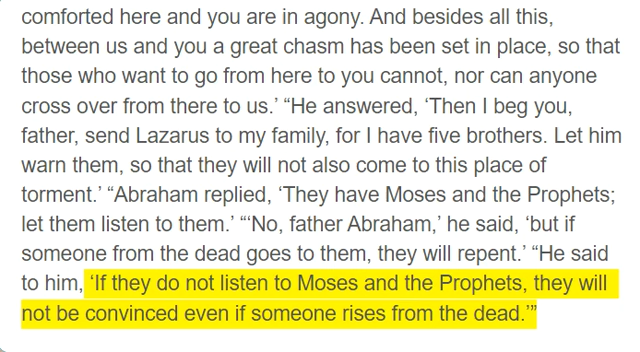 comforted here and you are in agony. And besides all this,
between us and you a great chasm has been set in place, so that
those who want to go from here to you cannot, nor can anyone
cross over from there to us.’ “He answered, ‘Then I beg you,
father, send Lazarus to my family, for I have five brothers. Let him
warn them, so that they will not also come to this place of
torment.’ “Abraham replied, ‘They have Moses and the Prophets;
let them listen to them.’ “‘No, father Abraham,’ he said, ‘but if
someone from the dead goes to them, they will repent.’ “He said
to him, ‘If they do not listen to Moses and the Prophets, they will
not be convinced even if someone rises from the dead.’”